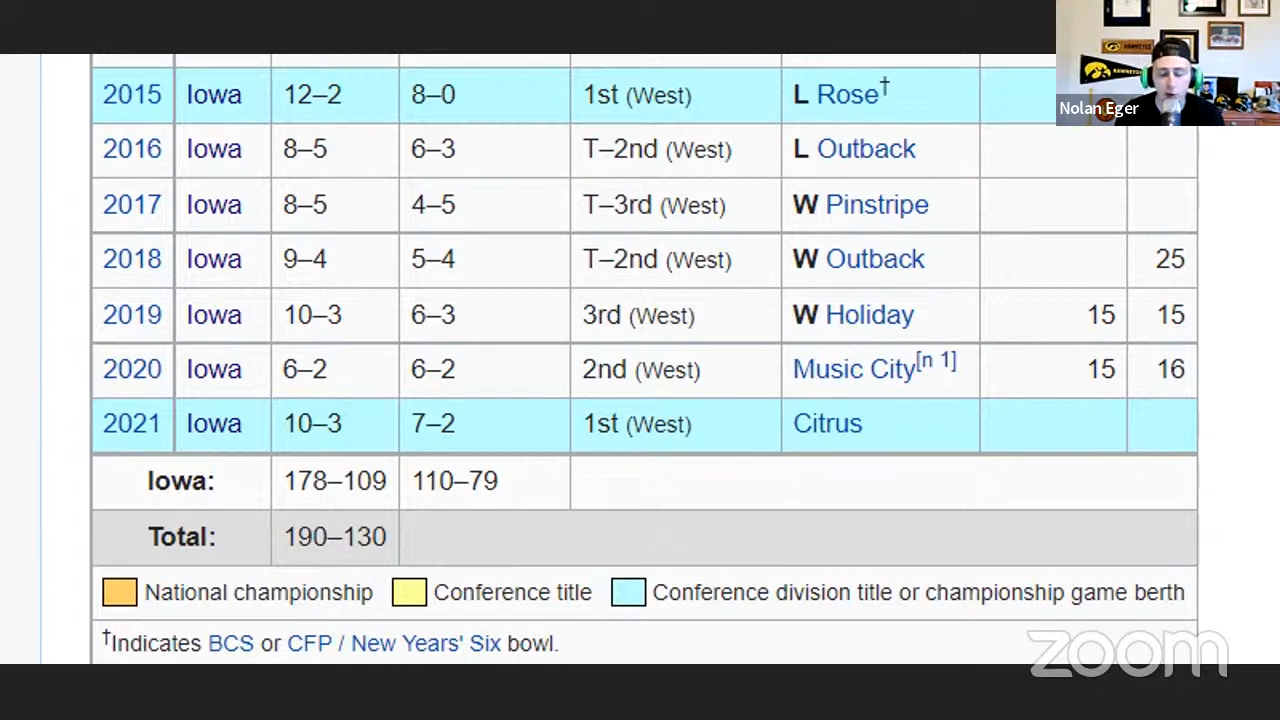 2015 Iowa 12–2 8–0 1st (West) L Rose†
2016 Iowa 8–5 6–3 T–2nd (West) L Outback
2017 Iowa 8–5 4–5 T–3rd (West) W Pinstripe
2018 Iowa 9–4 5–4 T–2nd (West) W Outback 25
2019 Iowa 10–3 6–3 3rd (West) W Holiday 15 15
2020 Iowa 6–2 6–2 2nd (West) Music City[n 1] 15 16
2021 Iowa 10–3 7–2 1st (West) Citrus
Iowa: 178–109 110–79
Total: 190–130
National championship Conference title Conference division title or championship game berth
†Indicates BCS or CFP / New Years' Six bowl.
HAWKEYES
Nolan Eger
zoom